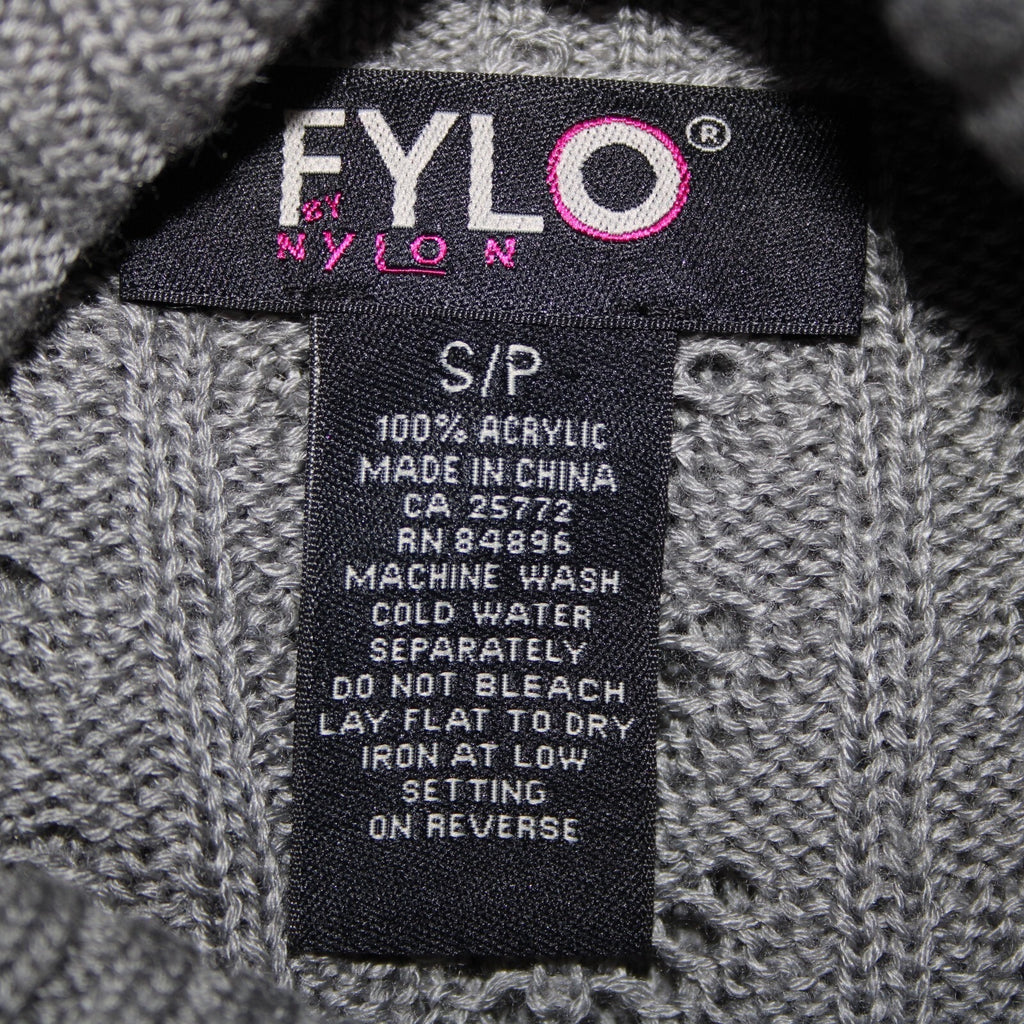 FYLO®
BY
NYLON
S/P
100% ACRYLIC
MADE IN CHINA
CA 25772
RN 84896
MACHINE WASH
COLD WATER
SEPARATELY
DO NOT BLEACH
LAY FLAT TO DRY
IRON AT LOW
SETTING
ON REVERSE